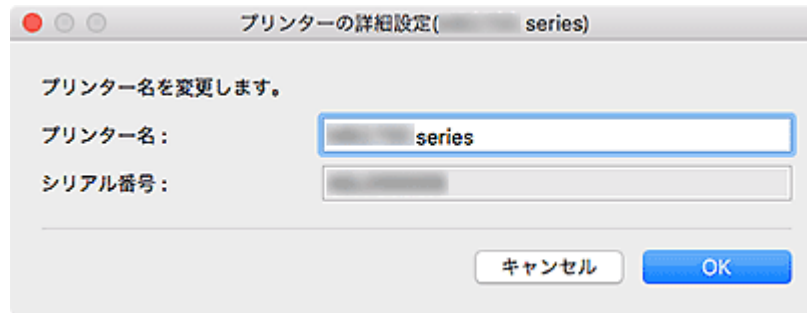 プリンターの詳細設定( series)
プリンター名を変更します。
プリンター名： series
シリアル番号：
キャンセル OK